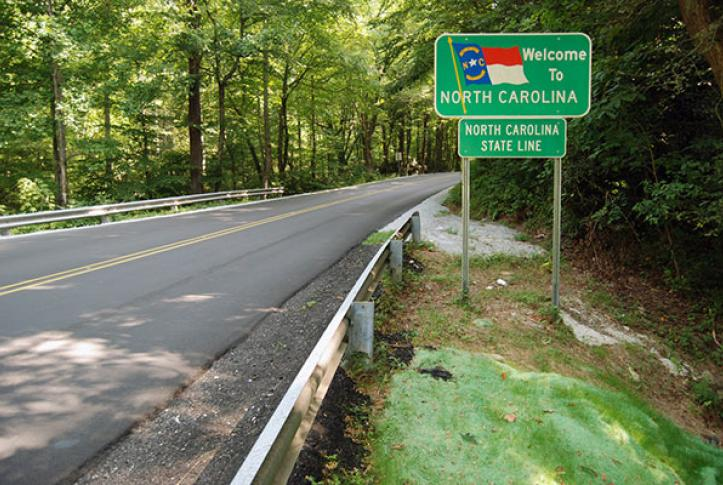 N C
Welcome
To
NORTH CAROLINA
NORTH CAROLINA
STATE LINE